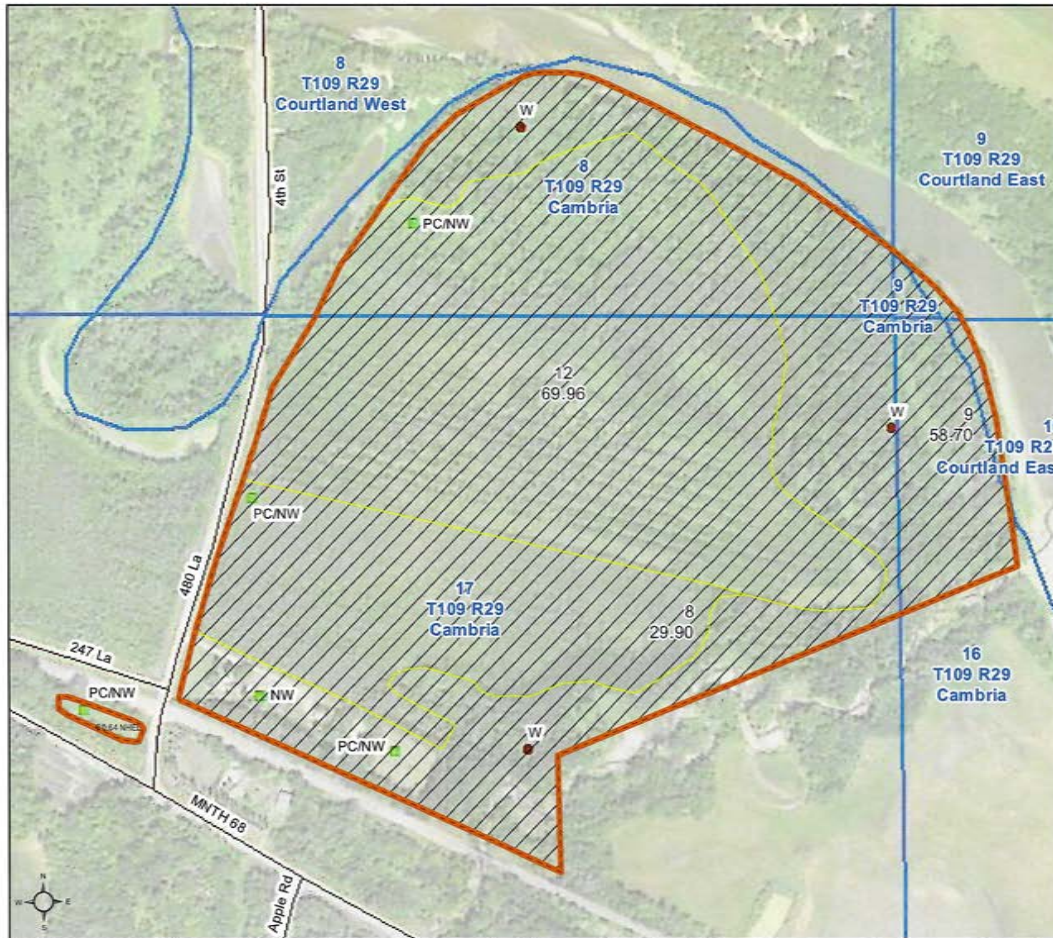 8
T109 R29
Courtland West
W
9
T109 R29
Courtland East
8
T109 R29
Cambria
4th St
PC/NW
9
T109 R29
Cambria
12
69.96
W
9
58.70
T109 R2
Courtland Eas
PC/NW
480 La
17
T109 R29
Cambria
8
29.90
247 La
16
T109 R29
Cambria
PC/NW
NW
NHEL
PC/NW
W
MNTH 68
Apple Rd
N
W
E
S